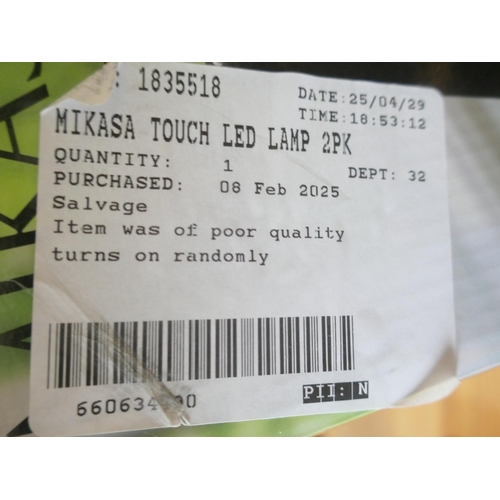 : 1835518
DATE:25/04/29
TIME:18:53:12
MIKASA TOUCH LED LAMP 2PK
QUANTITY: 1
DEPT: 32
PURCHASED: 08 Feb 2025
Salvage
Item was of poor quality
turns on randomly
PII: N